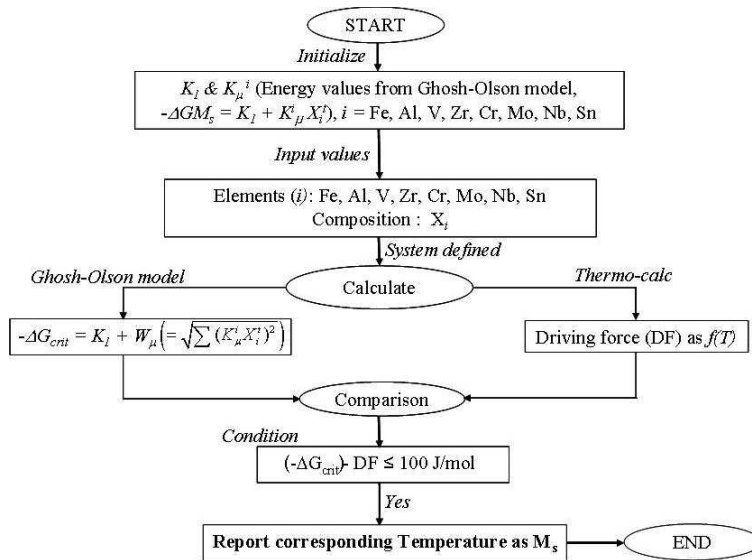 START
Initialize
K_l & K_μ^i (Energy values from Ghosh-Olson model,
-ΔGM_s = K_l + K_μ^i X_i^t), i = Fe, Al, V, Zr, Cr, Mo, Nb, Sn
Input values
Elements (i): Fe, Al, V, Zr, Cr, Mo, Nb, Sn
Composition : X_i
System defined
Ghosh-Olson model
Calculate
Thermo-calc
-ΔG_crit = K_l + W_μ(=√∑(K_μ^i X_i^t)^2)
Driving force (DF) as f(T)
Comparison
Condition
(-ΔG_crit)- DF ≤ 100 J/mol
Yes
Report corresponding Temperature as M_s
END